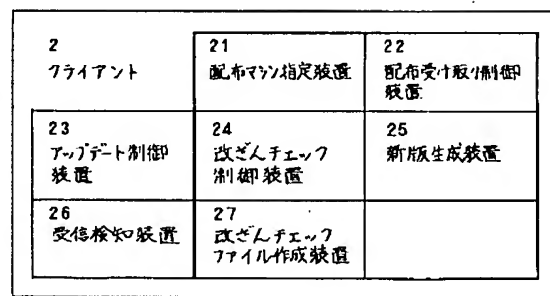 2
クライアント
21
配布マシン指定装置
22
配布受け取り制御
装置
23
アップデート制御
装置
24
改ざんチェック
制御装置
25
新版生成装置
26
受信検知装置
27
改ざんチェック
ファイル作成装置